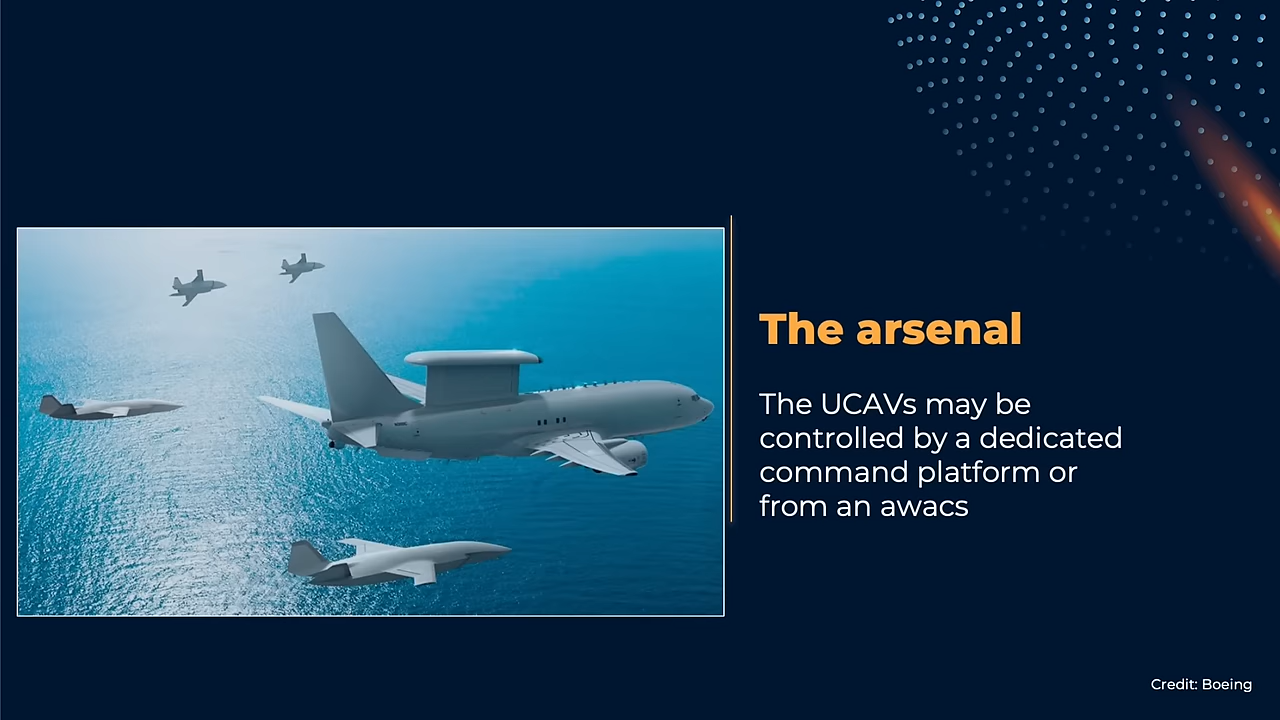 The arsenal
The UCAVs may be
controlled by a dedicated
command platform or
from an awacs
Credit: Boeing